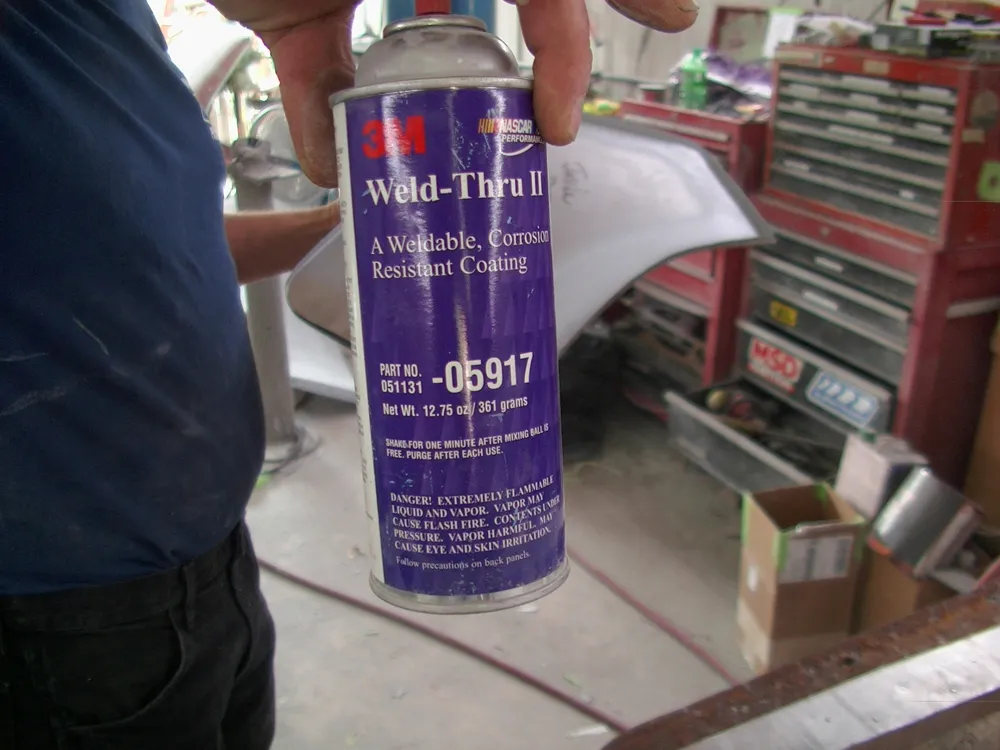 3M
NASCAR
PERFORMANCE
Weld-Thru II
A Weldable, Corrosion
Resistant Coating
PART NO.
051131 -05917
Net Wt. 12.75 oz/361 grams
SHAKE FOR ONE MINUTE AFTER MIXING BALL IS
FREE. PURGE AFTER EACH USE.
DANGER! EXTREMELY FLAMMABLE
LIQUID AND VAPOR. VAPOR MAY
CAUSE FLASH FIRE. CONTENTS UNDER
PRESSURE. VAPOR HARMFUL. MAY
CAUSE EYE AND SKIN IRRITATION.
Follow precautions on back panels.
MSD